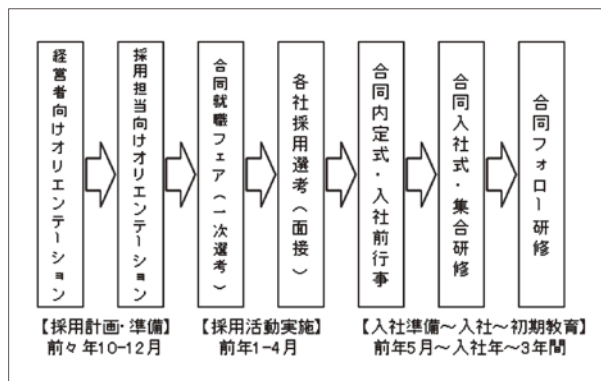 経営者向けオリエンテーション
採用担当向けオリエンテーション
合同就職フェア(一次選考)
各社採用選考(面接)
合同内定式・入社前行事
合同入社式・集合研修
合同フォロー研修
【採用計画・準備】
前々年10-12月
【採用活動実施】
前年1-4月
【入社準備～入社～初期教育】
前年5月～入社年～3年間